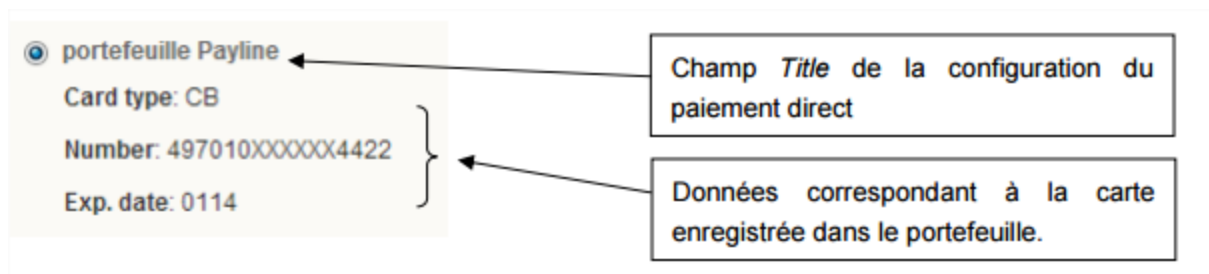 portefeuille Payline
Card type: CB
Number: 497010XXXXXX4422
Exp. date: 0114
Champ Title de la configuration du
paiement direct
Données correspondant à la carte
enregistrée dans le portefeuille.